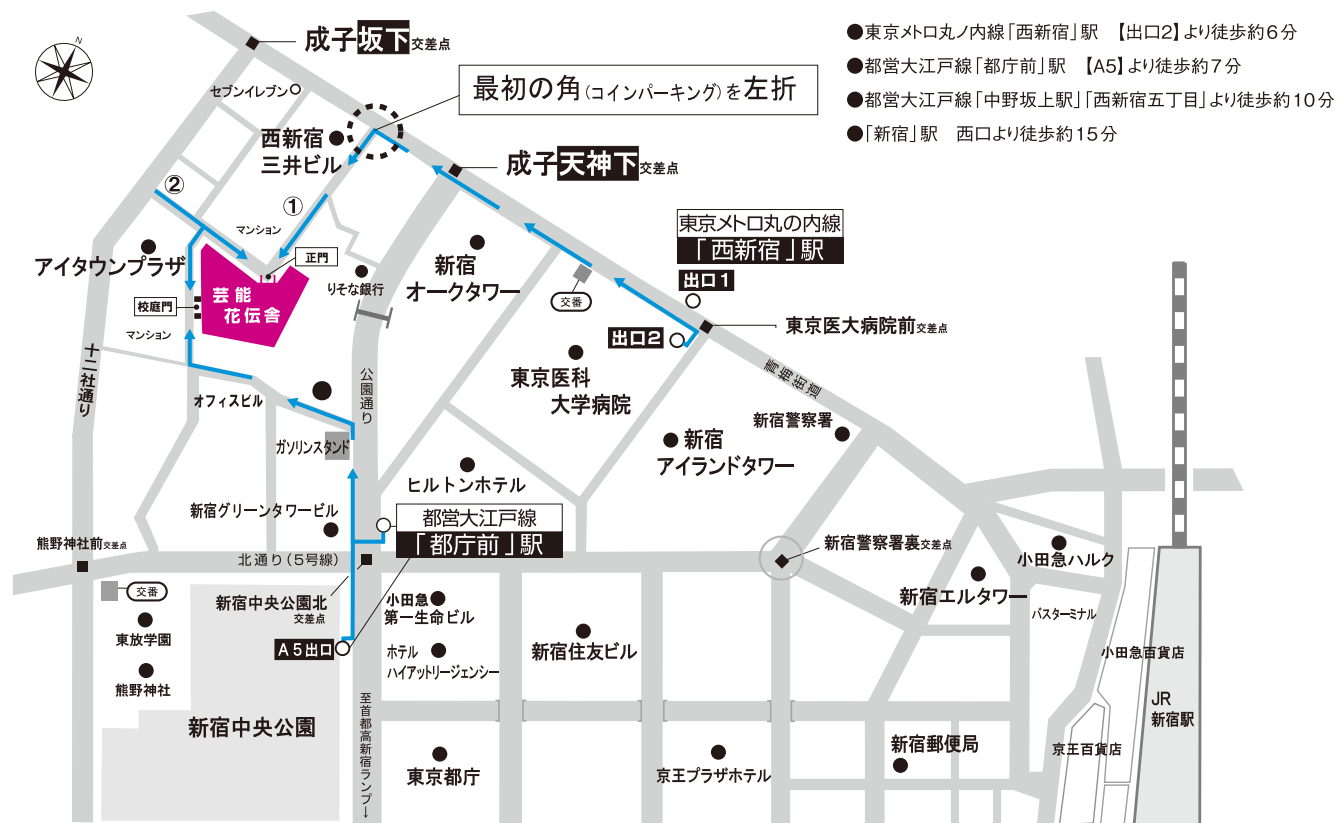 ●東京メトロ丸ノ内線「西新宿」駅 【出口2】より徒歩約6分
●都営大江戸線「都庁前」駅 【A5】より徒歩約7分
●都営大江戸線「中野坂上駅」「西新宿五丁目」より徒歩約10分
●「新宿」駅 西口より徒歩約15分
N
成子坂下交差点
セブンイレブン
最初の角(コインパーキング)を左折
西新宿
三井ビル
成子天神下交差点
②
①
マンション
東京メトロ丸の内線
「西新宿」駅
出口1
アイタウンプラザ
正門
新宿
オークタワー
りそな銀行
芸能
花伝舎
校庭門
交番
マンション
出口2
東京医大病院前交差点
十二社通り
公園通り
東京医科
大学病院
青梅街道
オフィスビル
新宿警察署
ガソリンスタンド
新宿
アイランドタワー
ヒルトンホテル
新宿グリーンタワービル
都営大江戸線
「都庁前」駅
熊野神社前交差点
北通り(5号線)
新宿警察署裏交差点
小田急ハルク
交番
新宿中央公園北
交差点
小田急
第一生命ビル
新宿エルタワー
バスターミナル
東放学園
A5出口
ホテル
ハイアットリージェンシー
新宿住友ビル
小田急百貨店
熊野神社
JR
新宿駅
新宿中央公園
至首都高新宿ランプ→
東京都庁
京王プラザホテル
新宿郵便局
京王百貨店